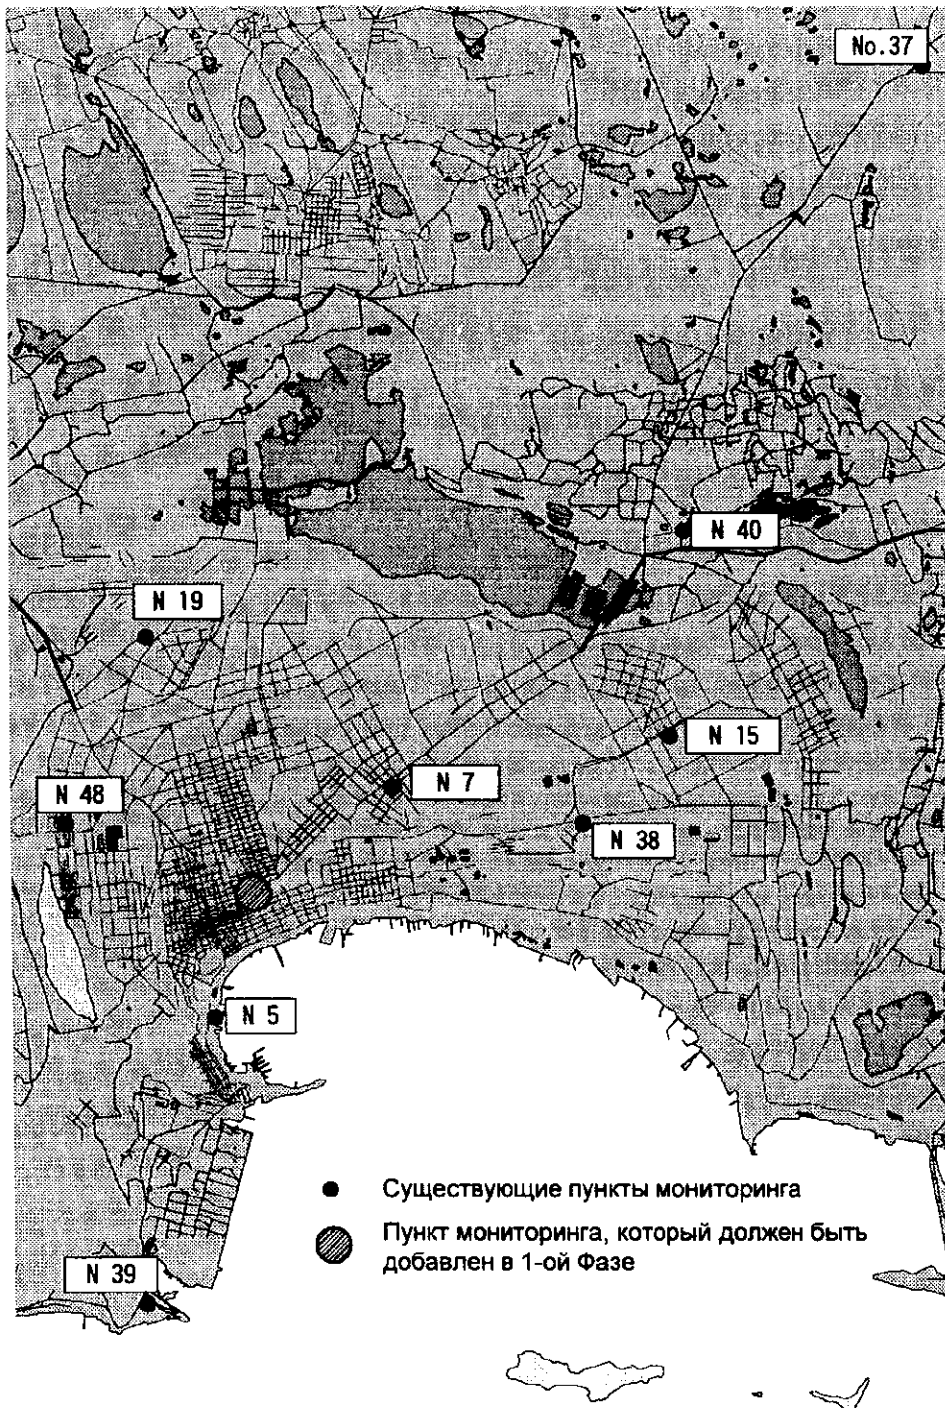 No.37
N 40
N 19
N 15
N 7
N 48
N 38
N 5
Существующие пункты мониторинга
Пункт мониторинга, который должен быть
добавлен в 1-ой Фазе
N 39